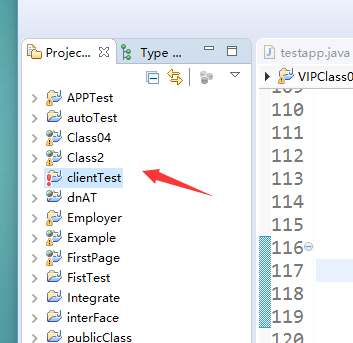 Projec... Type ...
testapp.java
VIPClass0
APPTest
autoTest
Class04
Class2
clientTest
dnAT
Employer
Example
FirstPage
FistTest
Integrate
interFace
publicClass
109
110
111
112
113
114
115
116
117
118
119
120